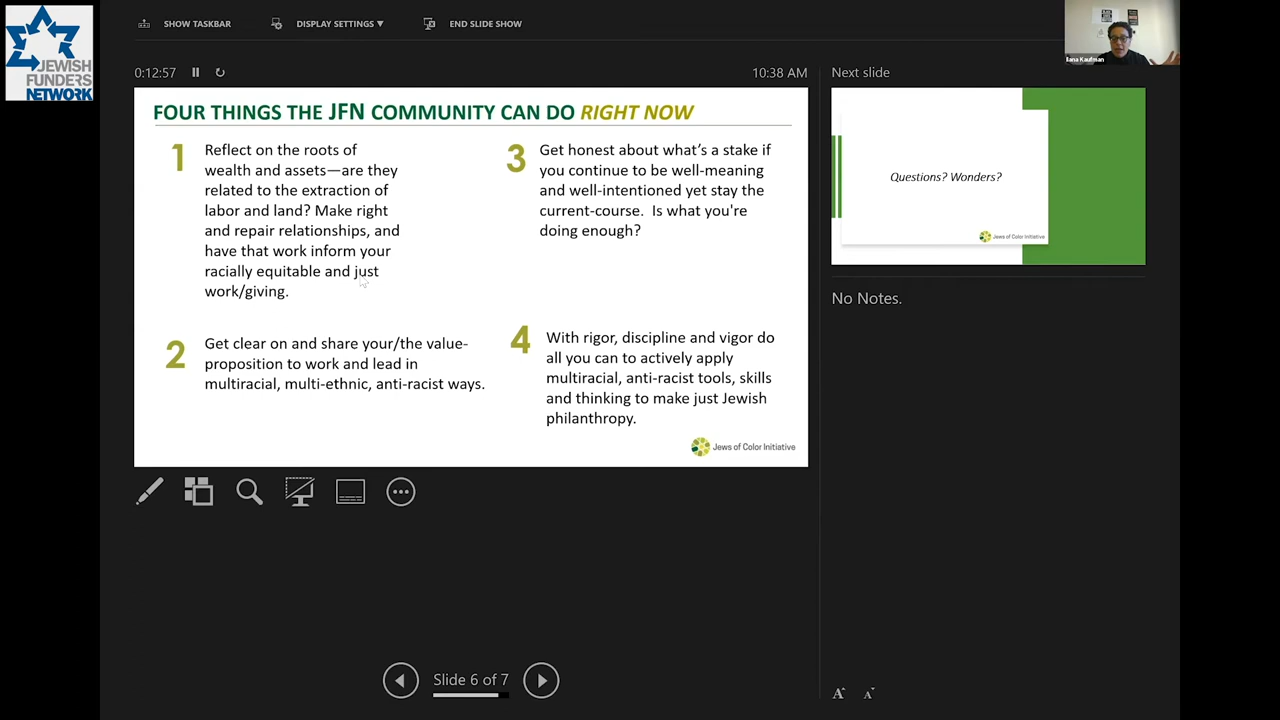 JEWISH
FUNDERS
NETWORK
SHOW TASKBAR
DISPLAY SETTINGS ▼
END SLIDE SHOW
Ilana Kaufman
0:12:57
10:38 AM
Next slide
FOUR THINGS THE JFN COMMUNITY CAN DO RIGHT NOW
1
Reflect on the roots of
wealth and assets—are they
related to the extraction of
labor and land? Make right
and repair relationships, and
have that work inform your
racially equitable and just
work/giving.
2
Get clear on and share your/the value-
proposition to work and lead in
multiracial, multi-ethnic, anti-racist ways.
3
Get honest about what’s a stake if
you continue to be well-meaning
and well-intentioned yet stay the
current-course. Is what you're
doing enough?
4
With rigor, discipline and vigor do
all you can to actively apply
multiracial, anti-racist tools, skills
and thinking to make just Jewish
philanthropy.
Jews of Color Initiative
Questions? Wonders?
Jews of Color Initiative
No Notes.
Slide 6 of 7
A
A